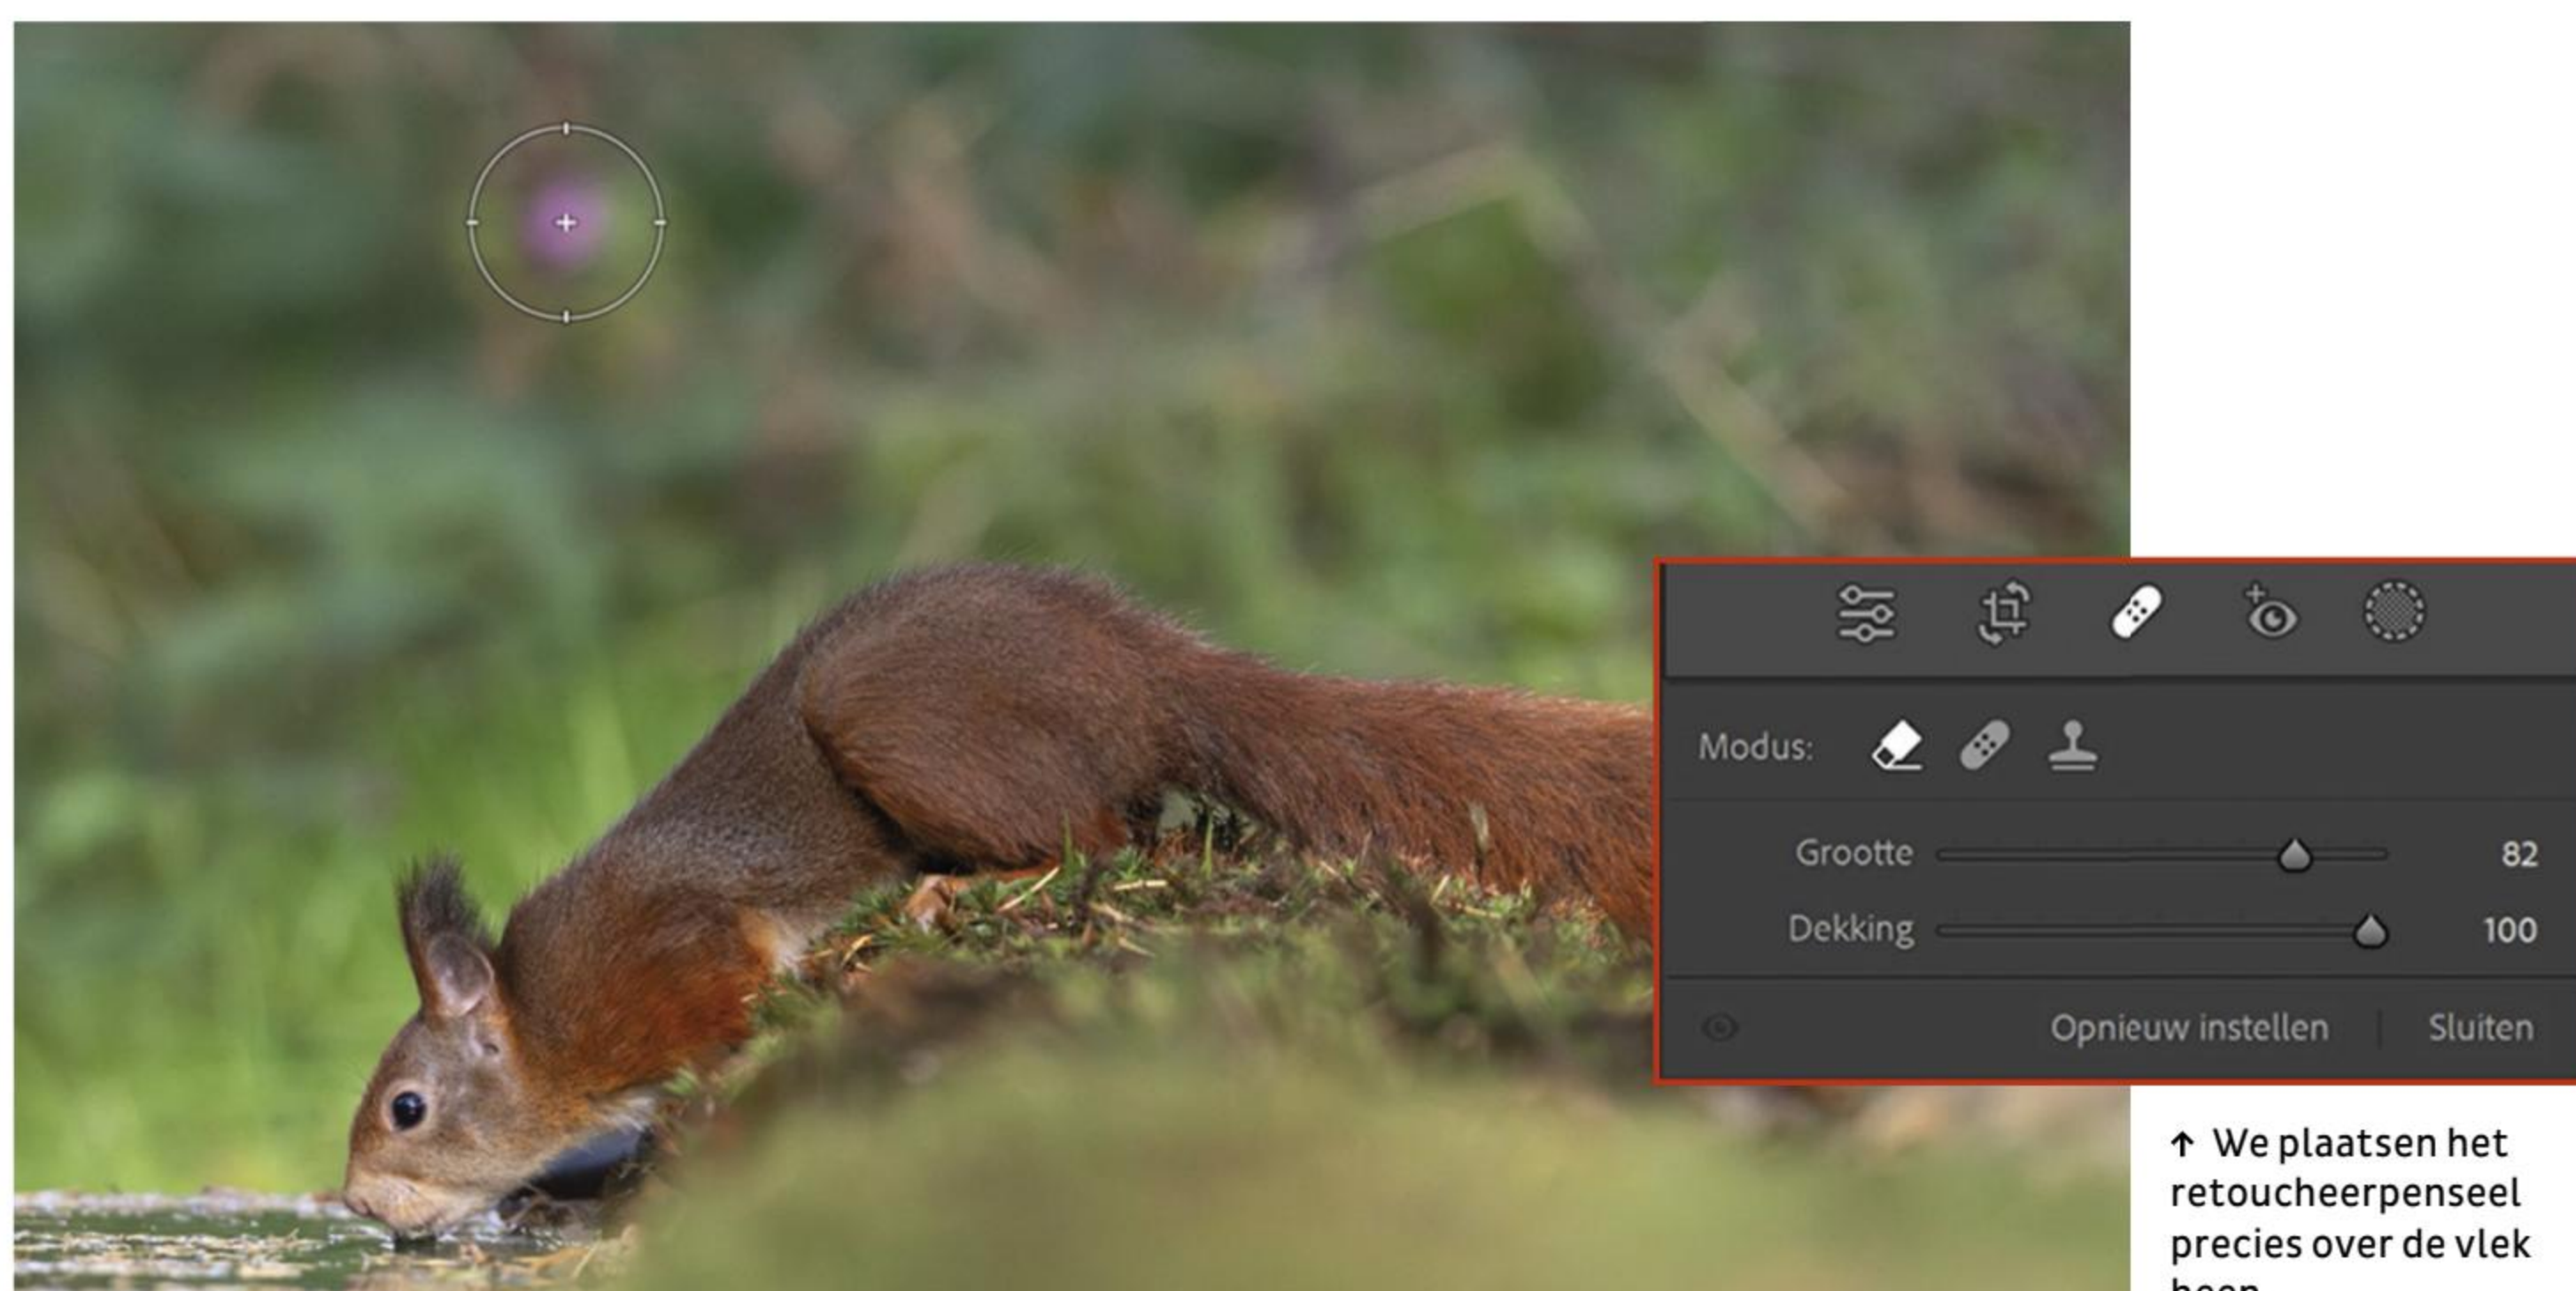 Modus:
Grootte 82
Dekking 100
Opnieuw instellen | Sluiten
↑ We plaatsen het
retoucheerpenseel
precies over de vlek